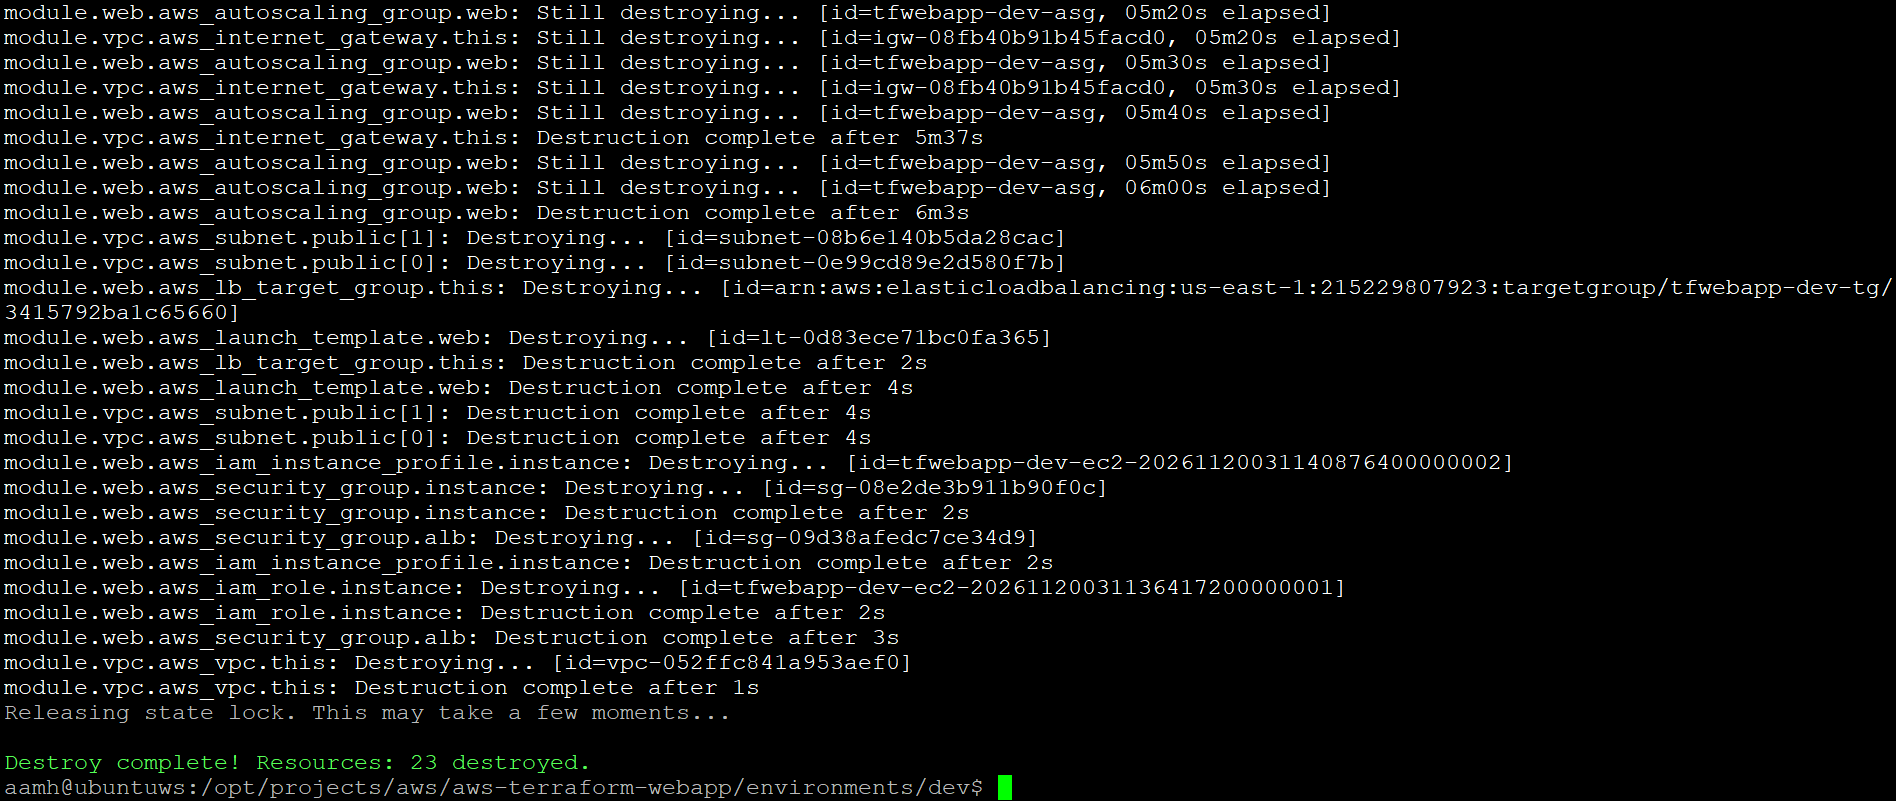 module.web.aws_autoscaling_group.web: Still destroying... [id=tfwebapp-dev-asg, 05m20s elapsed]
module.vpc.aws_internet_gateway.this: Still destroying... [id=igw-08fb40b91b45facd0, 05m20s elapsed]
module.web.aws_autoscaling_group.web: Still destroying... [id=tfwebapp-dev-asg, 05m30s elapsed]
module.vpc.aws_internet_gateway.this: Still destroying... [id=igw-08fb40b91b45facd0, 05m30s elapsed]
module.web.aws_autoscaling_group.web: Still destroying... [id=tfwebapp-dev-asg, 05m40s elapsed]
module.vpc.aws_internet_gateway.this: Destruction complete after 5m37s
module.web.aws_autoscaling_group.web: Still destroying... [id=tfwebapp-dev-asg, 05m50s elapsed]
module.web.aws_autoscaling_group.web: Still destroying... [id=tfwebapp-dev-asg, 06m00s elapsed]
module.web.aws_autoscaling_group.web: Destruction complete after 6m3s
module.vpc.aws_subnet.public[1]: Destroying... [id=subnet-08b6e140b5da28cac]
module.vpc.aws_subnet.public[0]: Destroying... [id=subnet-0e99cd89e2d580f7b]
module.web.aws_lb_target_group.this: Destroying... [id=arn:aws:elasticloadbalancing:us-east-1:215229807923:targetgroup/tfwebapp-dev-tg/
3415792ba1c65660]
module.web.aws_launch_template.web: Destroying... [id=lt-0d83ece71bc0fa365]
module.web.aws_lb_target_group.this: Destruction complete after 2s
module.web.aws_launch_template.web: Destruction complete after 4s
module.vpc.aws_subnet.public[1]: Destruction complete after 4s
module.vpc.aws_subnet.public[0]: Destruction complete after 4s
module.web.aws_iam_instance_profile.instance: Destroying... [id=tfwebapp-dev-ec2-20261120031140876400000002]
module.web.aws_security_group.instance: Destroying... [id=sg-08e2de3b911b90f0c]
module.web.aws_security_group.instance: Destruction complete after 2s
module.web.aws_security_group.alb: Destroying... [id=sg-09d38afedc7ce34d9]
module.web.aws_iam_instance_profile.instance: Destruction complete after 2s
module.web.aws_iam_role.instance: Destroying... [id=tfwebapp-dev-ec2-20261120031136417200000001]
module.web.aws_iam_role.instance: Destruction complete after 2s
module.web.aws_security_group.alb: Destruction complete after 3s
module.vpc.aws_vpc.this: Destroying... [id=vpc-052ffc841a953aef0]
module.vpc.aws_vpc.this: Destruction complete after 1s
Releasing state lock. This may take a few moments...
Destroy complete! Resources: 23 destroyed.
aamh@ubuntuws:/opt/projects/aws/aws-terraform-webapp/environments/dev$